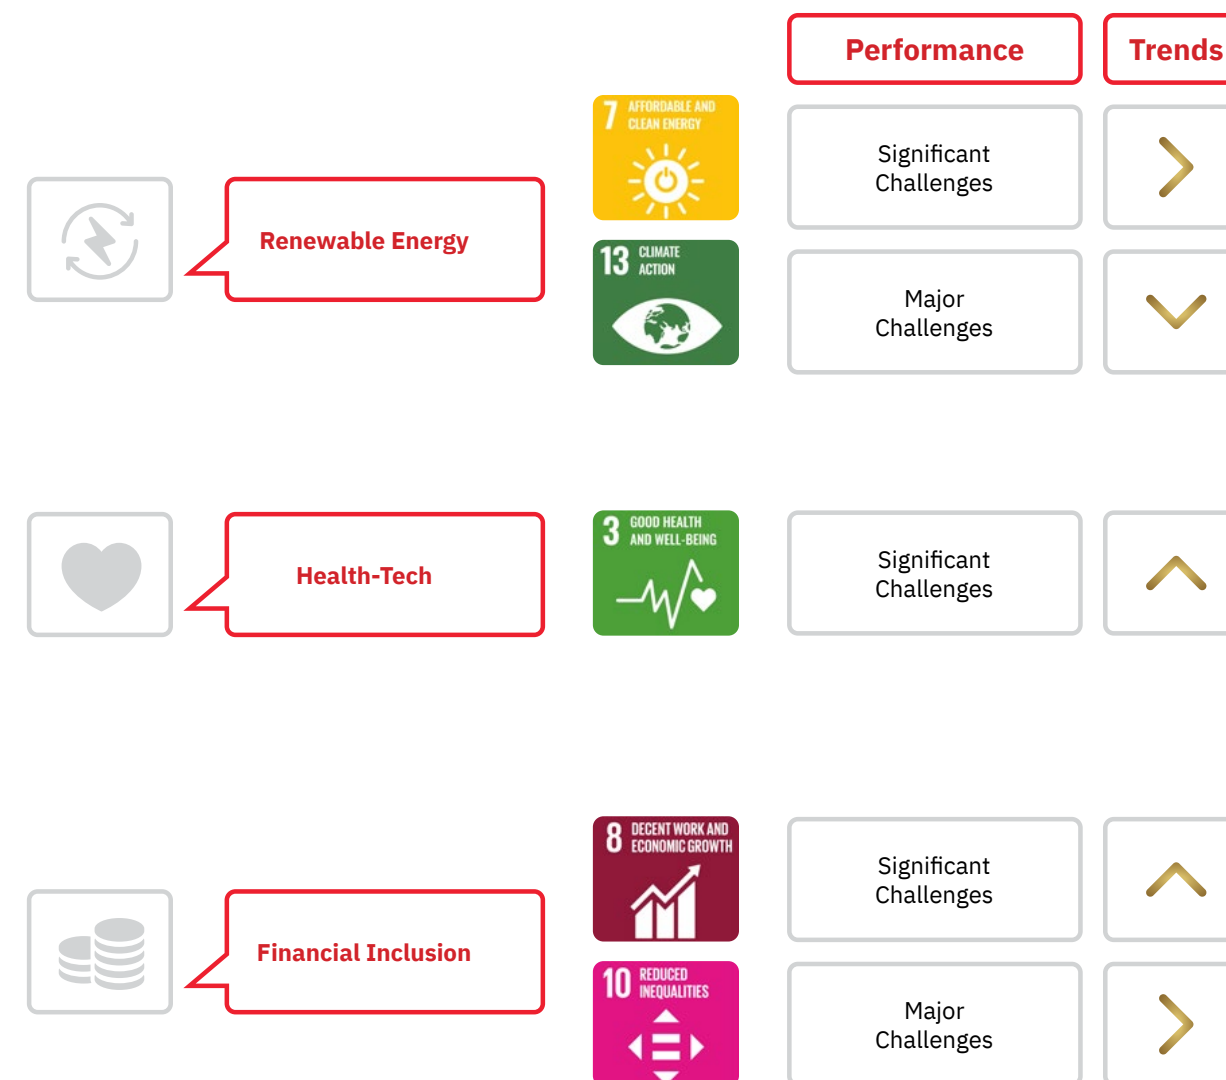 Performance
Trends
7 AFFORDABLE AND
CLEAN ENERGY
Significant
Challenges
Renewable Energy
13 CLIMATE
ACTION
Major
Challenges
3 GOOD HEALTH
AND WELL-BEING
Significant
Challenges
Health-Tech
8 DECENT WORK AND
ECONOMIC GROWTH
Significant
Challenges
Financial Inclusion
10 REDUCED
INEQUALITIES
Major
Challenges